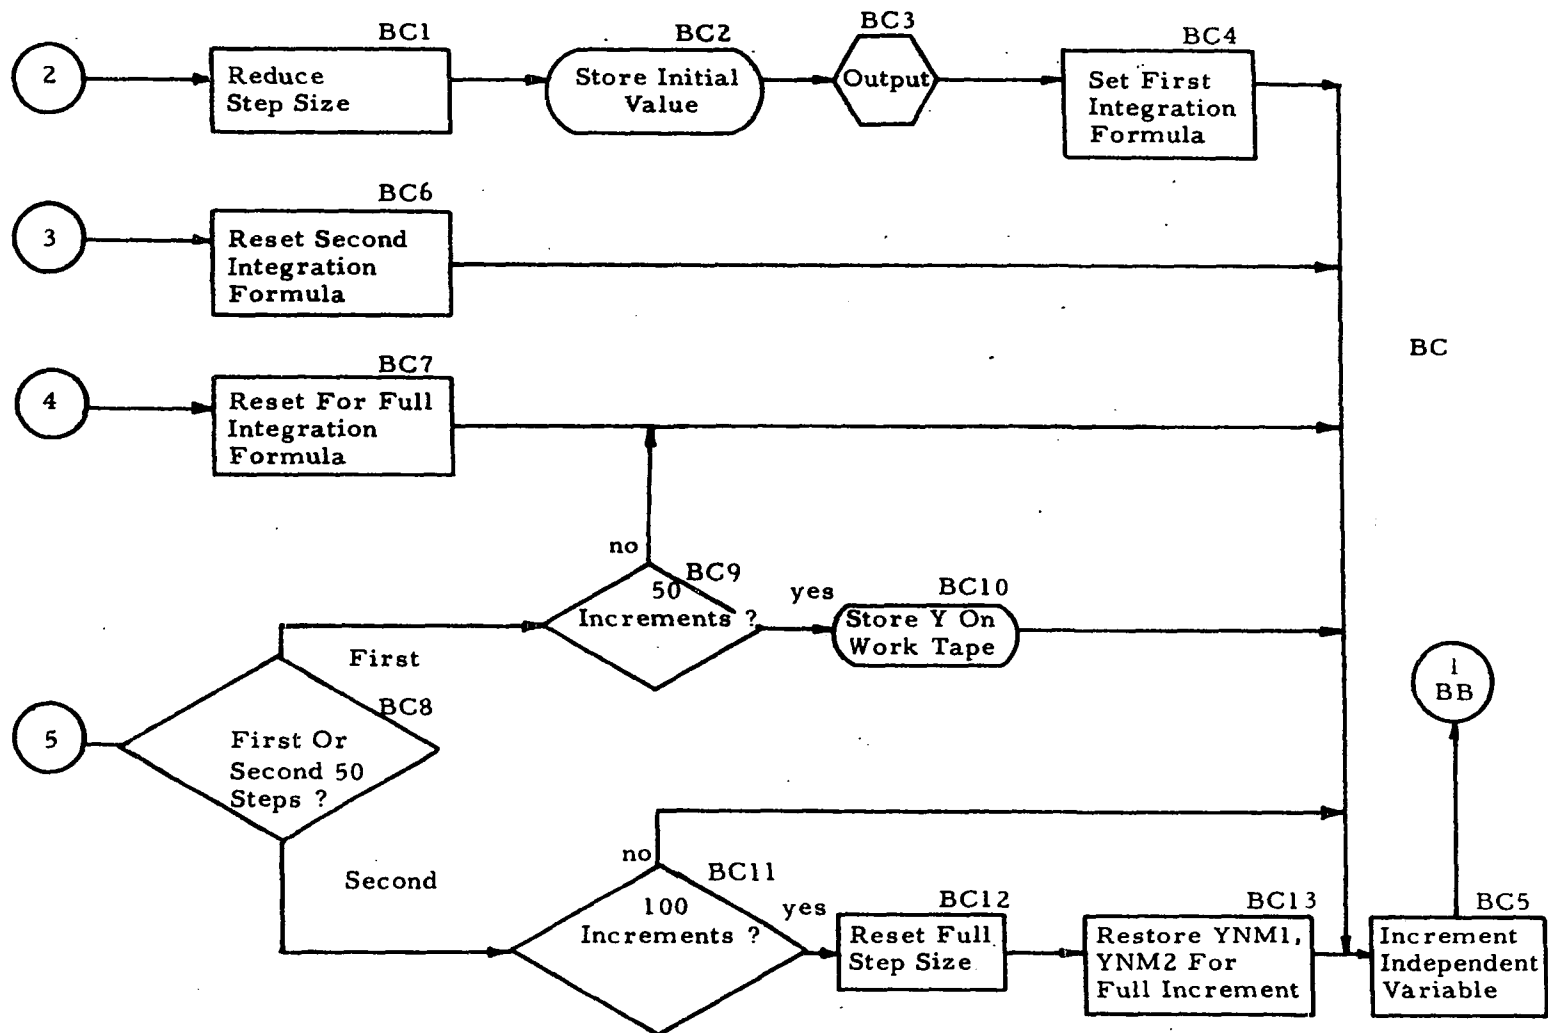 BC1
2
Reduce
Step Size
BC2
Store Initial
Value
BC3
Output
BC4
Set First
Integration
Formula
BC6
3
Reset Second
Integration
Formula
BC
BC7
4
Reset For Full
Integration
Formula
no
BC9
50
Increments ?
yes
BC10
Store Y On
Work Tape
First
BC8
5
First Or
Second 50
Steps ?
1
BB
Second
no
BC11
100
Increments ?
yes
BC12
Reset Full
Step Size
BC13
Restore YNM1,
YNM2 For
Full Increment
BC5
Increment
Independent
Variable